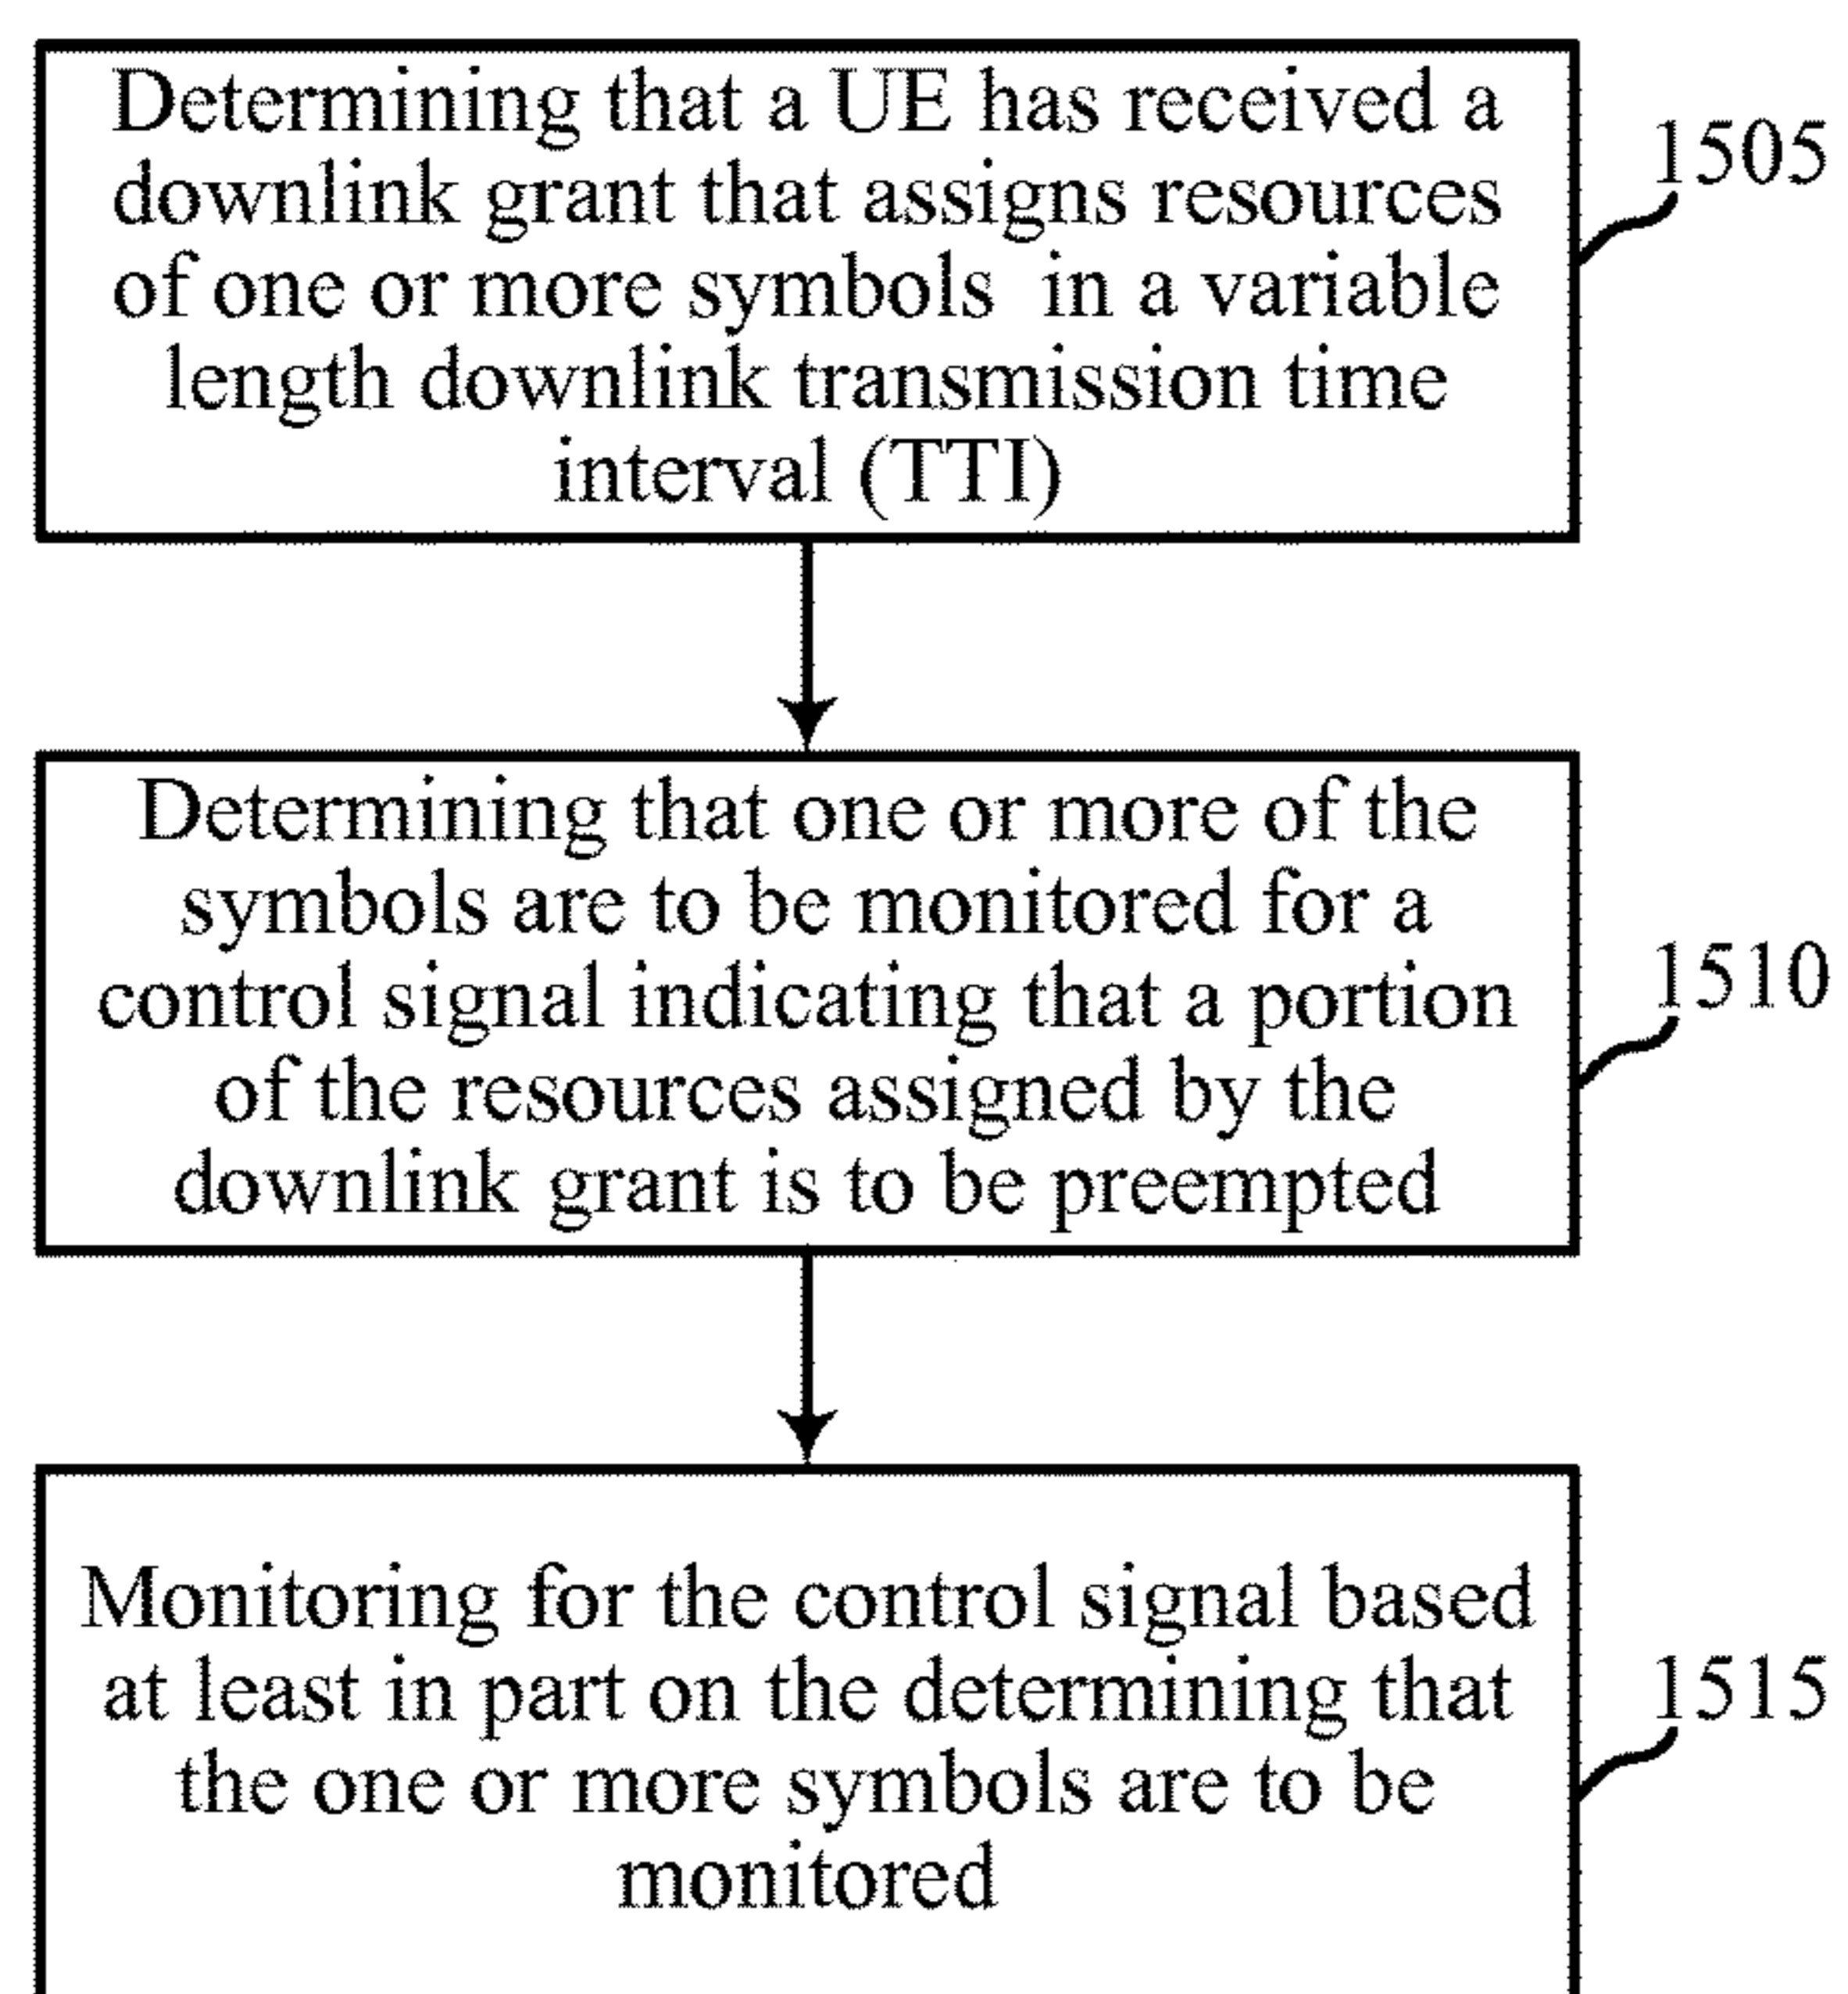 Determining that a UE has received a
downlink grant that assigns resources
of one or more symbols in a variable
length downlink transmission time
interval (TTI)
1505
Determining that one or more of the
symbols are to be monitored for a
control signal indicating that a portion
of the resources assigned by the
downlink grant is to be preempted
1510
Monitoring for the control signal based
at least in part on the determining that
the one or more symbols are to be
monitored
1515